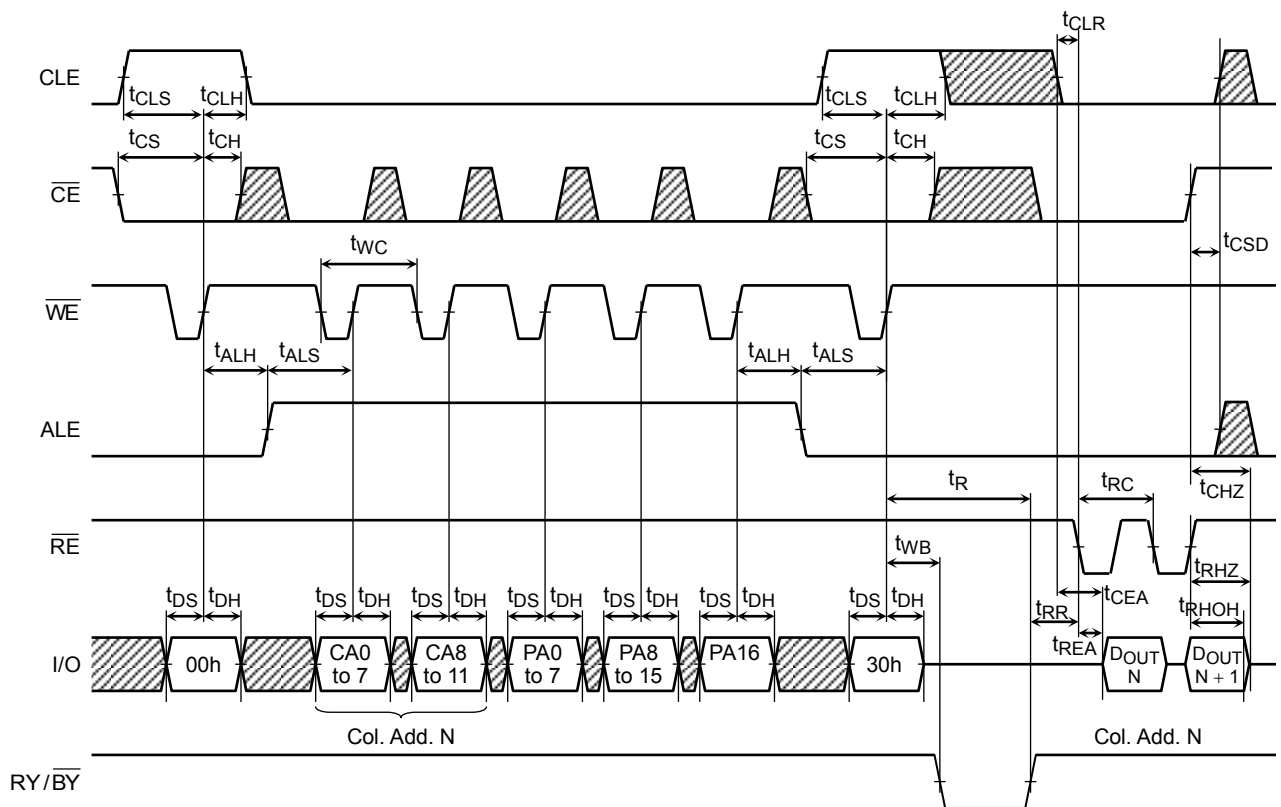 tCLR
CLE
tCLS tCLH tCLS tCLH
tCS tCH tCS tCH
CE
tWC tCSD
WE
tALH tALS tALH tALS
ALE
tR tRC tCHZ
RE
tWB tRHZ
tDS tDH tDS tDH tDS tDH tDS tDH tDS tDH tDS tDH tDS tDH tCEA
tRR tRHOH
tREA
I/O 00h CA0 to 7 CA8 to 11 PA0 to 7 PA8 to 15 PA16 30h DOUT N DOUT N + 1
Col. Add. N Col. Add. N
RY/BY